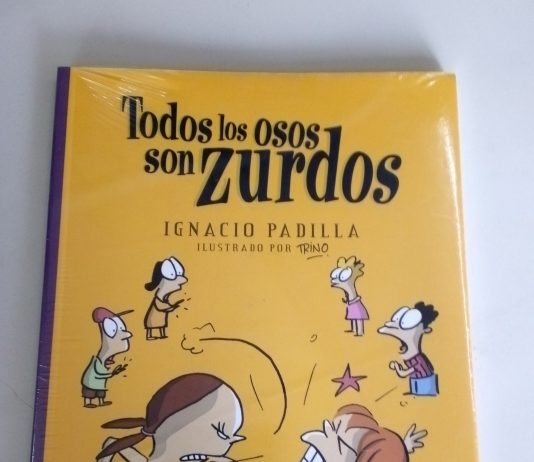 Todos los osos
son zurdos
IGNACIO PADILLA
ILUSTRADO POR TRINO